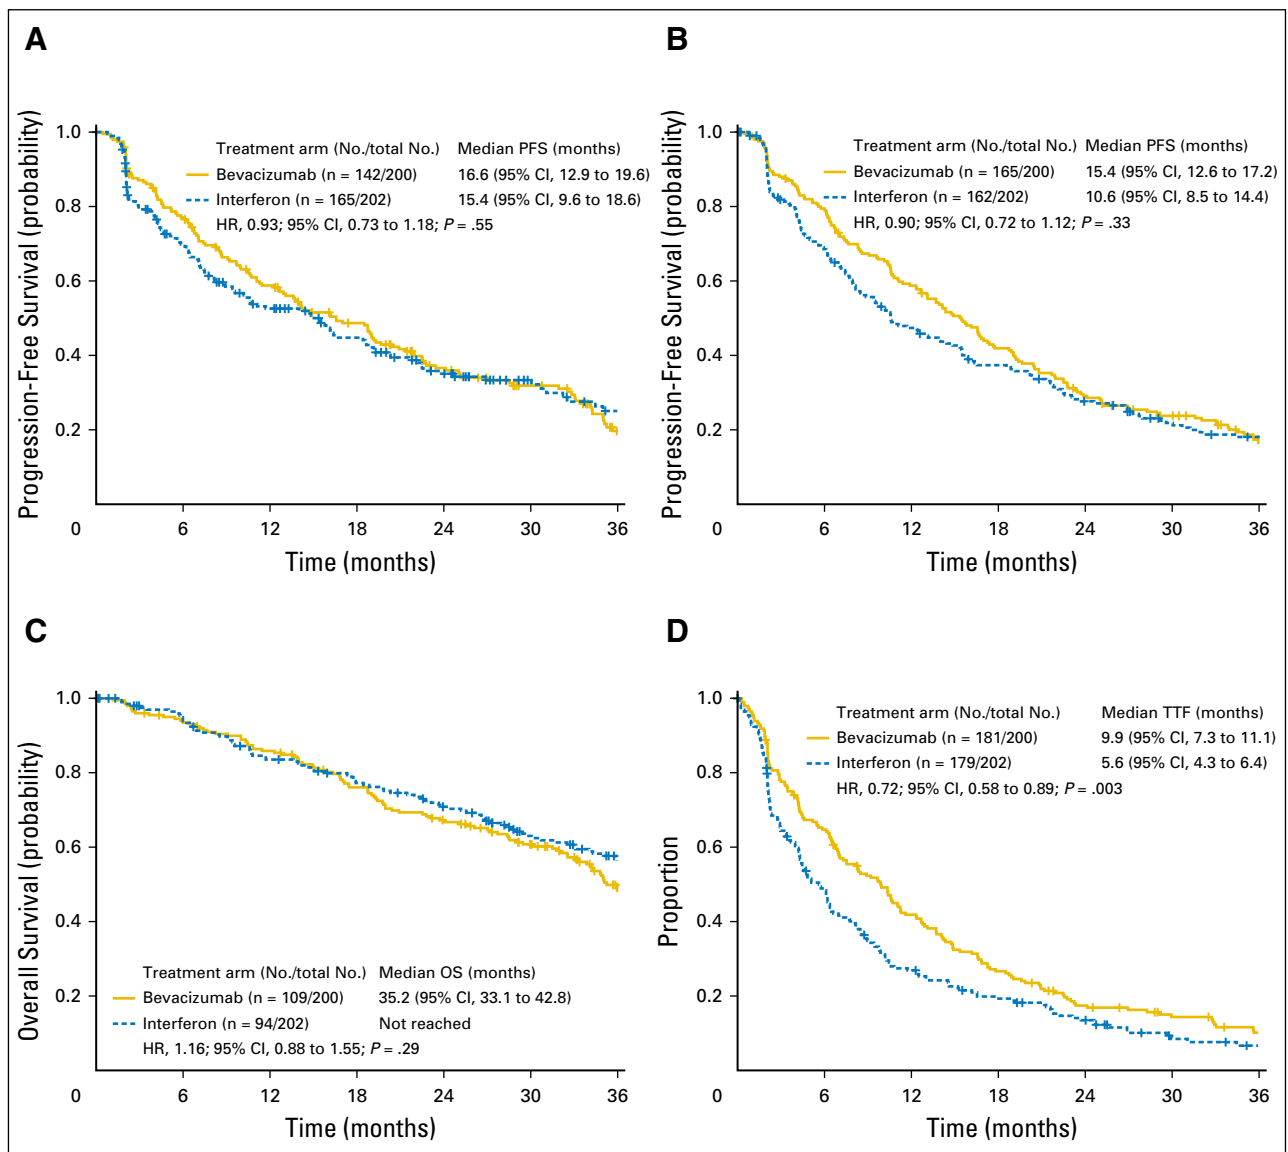 A
Progression-Free Survival (probability)
1.0
0.8
0.6
0.4
0.2
0
6
12
18
24
30
36
Time (months)
Treatment arm (No./total No.) Median PFS (months)
Bevacizumab (n = 142/200) 16.6 (95% CI, 12.9 to 19.6)
Interferon (n = 165/202) 15.4 (95% CI, 9.6 to 18.6)
HR, 0.93; 95% CI, 0.73 to 1.18; P = .55
B
Progression-Free Survival (probability)
1.0
0.8
0.6
0.4
0.2
0
6
12
18
24
30
36
Time (months)
Treatment arm (No./total No.) Median PFS (months)
Bevacizumab (n = 165/200) 15.4 (95% CI, 12.6 to 17.2)
Interferon (n = 162/202) 10.6 (95% CI, 8.5 to 14.4)
HR, 0.90; 95% CI, 0.72 to 1.12; P = .33
C
Overall Survival (probability)
1.0
0.8
0.6
0.4
0.2
0
6
12
18
24
30
36
Time (months)
Treatment arm (No./total No.) Median OS (months)
Bevacizumab (n = 109/200) 35.2 (95% CI, 33.1 to 42.8)
Interferon (n = 94/202) Not reached
HR, 1.16; 95% CI, 0.88 to 1.55; P = .29
D
Proportion
1.0
0.8
0.6
0.4
0.2
0
6
12
18
24
30
36
Time (months)
Treatment arm (No./total No.) Median TTF (months)
Bevacizumab (n = 181/200) 9.9 (95% CI, 7.3 to 11.1)
Interferon (n = 179/202) 5.6 (95% CI, 4.3 to 6.4)
HR, 0.72; 95% CI, 0.58 to 0.89; P = .003